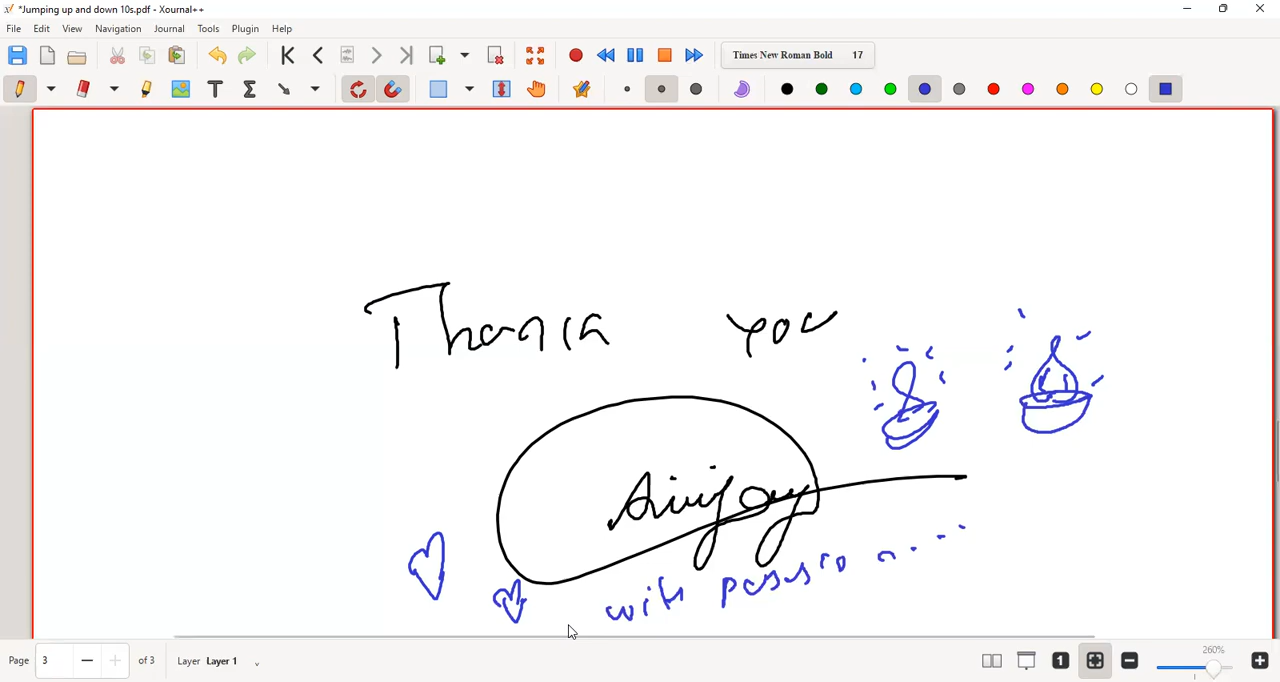 *Jumping up and down 10s.pdf - Xournal++
File Edit View Navigation Journal Tools Plugin Help
Times New Roman Bold 17
Thank you
with passion....
Page 3 of 3 Layer Layer 1 1 260%